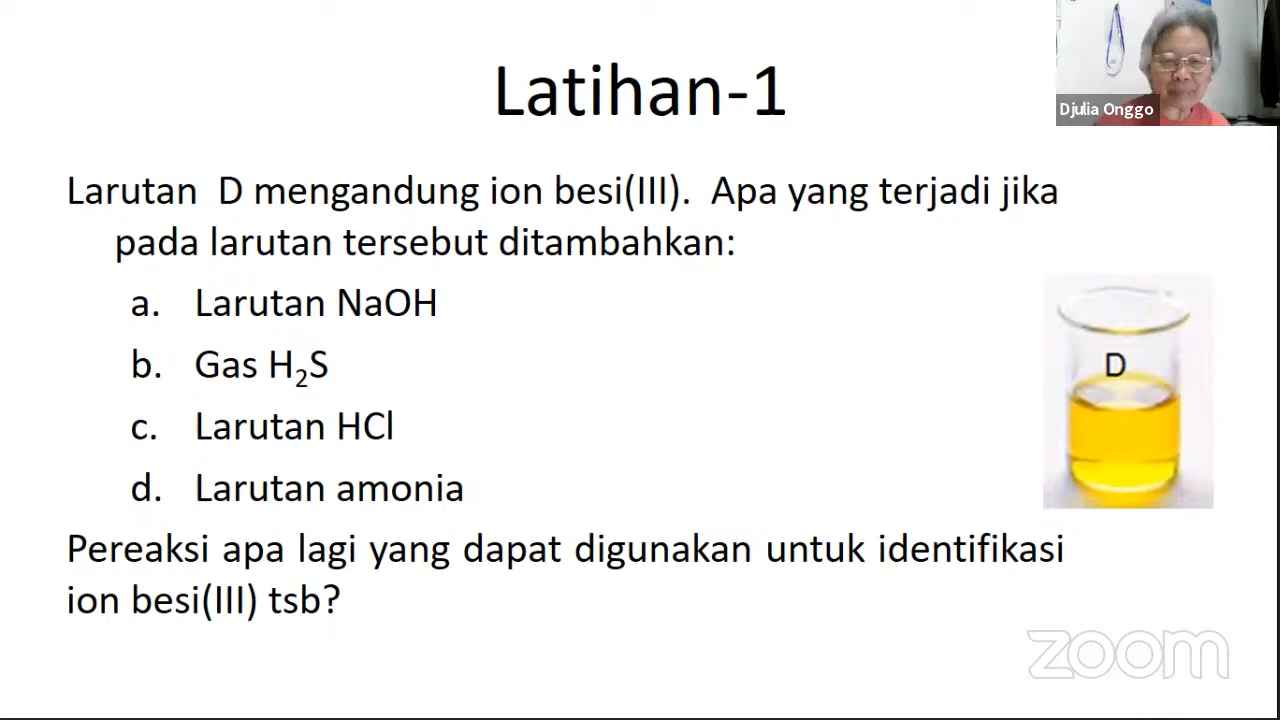 Latihan-1
Djulia Onggo
Larutan D mengandung ion besi(III). Apa yang terjadi jika
pada larutan tersebut ditambahkan:
a. Larutan NaOH
b. Gas H₂S
c. Larutan HCl
d. Larutan amonia
D
Pereaksi apa lagi yang dapat digunakan untuk identifikasi
ion besi(III) tsb?
zoom